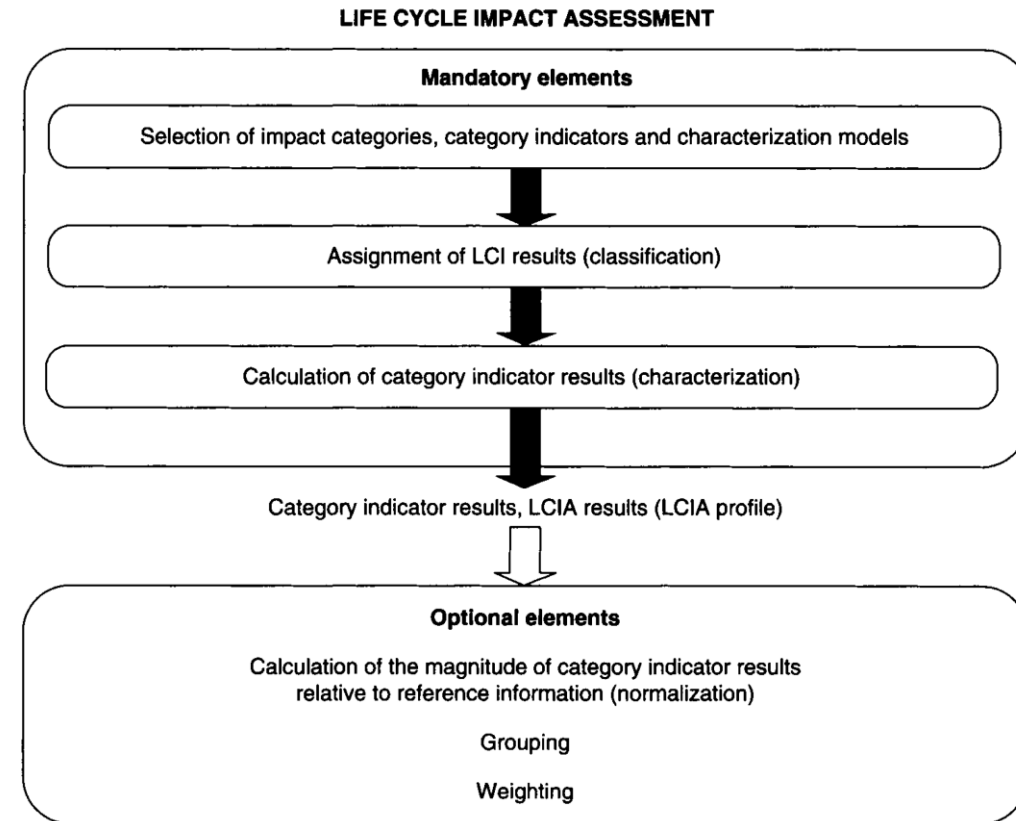 LIFE CYCLE IMPACT ASSESSMENT
Mandatory elements
Selection of impact categories, category indicators and characterization models
Assignment of LCI results (classification)
Calculation of category indicator results (characterization)
Category indicator results, LCIA results (LCIA profile)
Optional elements
Calculation of the magnitude of category indicator results
relative to reference information (normalization)
Grouping
Weighting